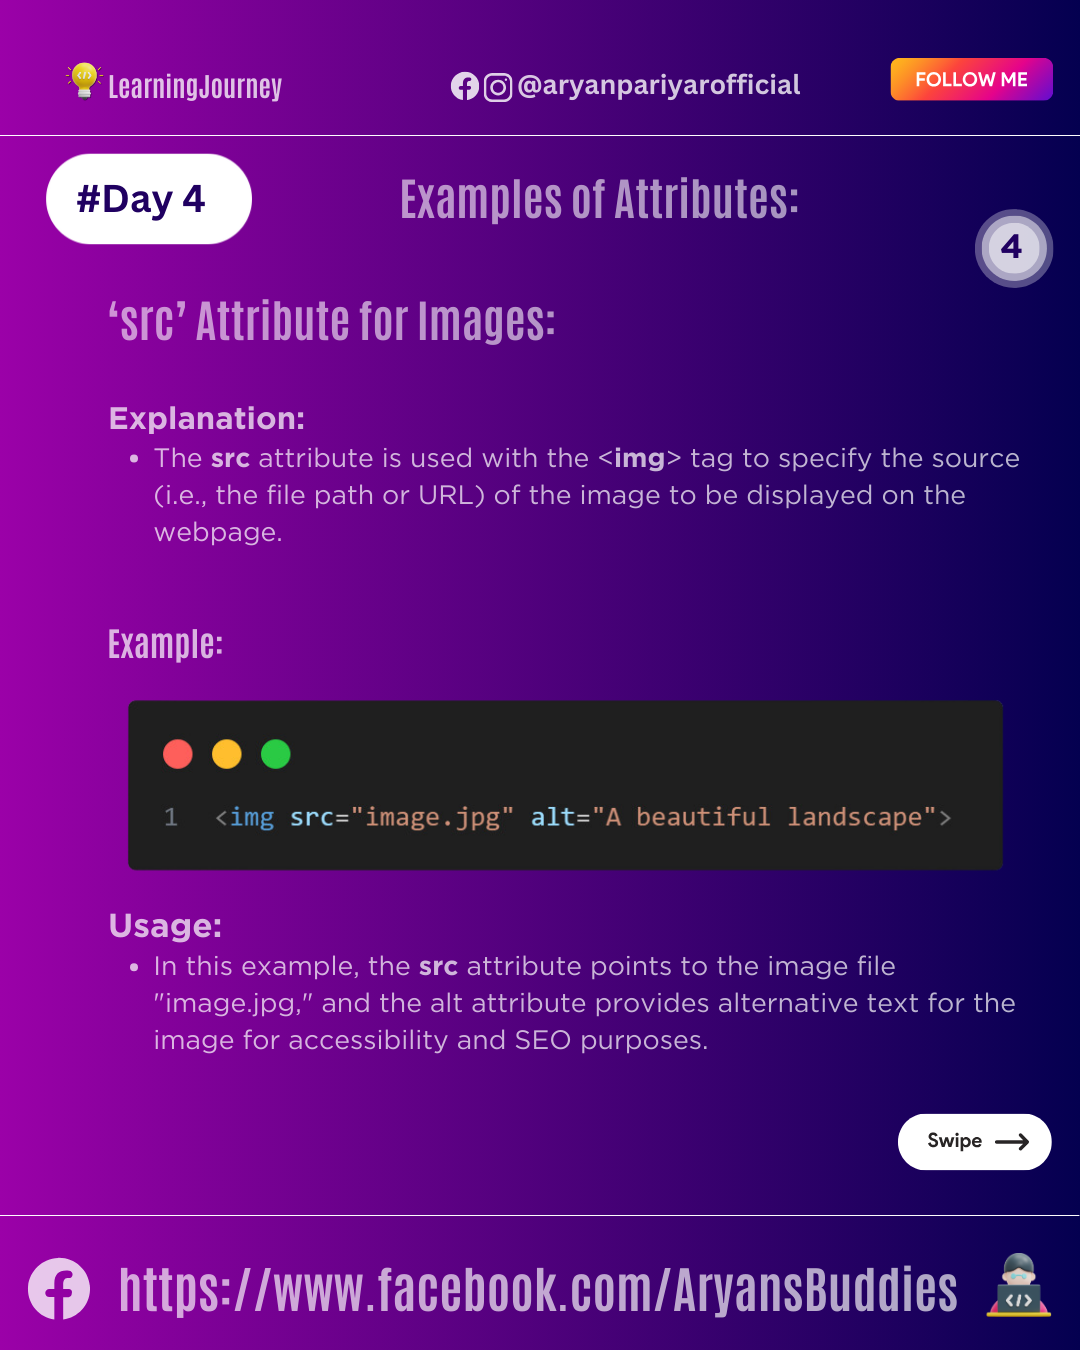 LearningJourney
@aryanpariyarofficial
FOLLOW ME
#Day 4
Examples of Attributes:
4
‘src’ Attribute for Images:
Explanation:
• The src attribute is used with the <img> tag to specify the source
(i.e., the file path or URL) of the image to be displayed on the
webpage.
Example:
1 <img src="image.jpg" alt="A beautiful landscape">
Usage:
• In this example, the src attribute points to the image file
"image.jpg," and the alt attribute provides alternative text for the
image for accessibility and SEO purposes.
Swipe
https://www.facebook.com/AryansBuddies